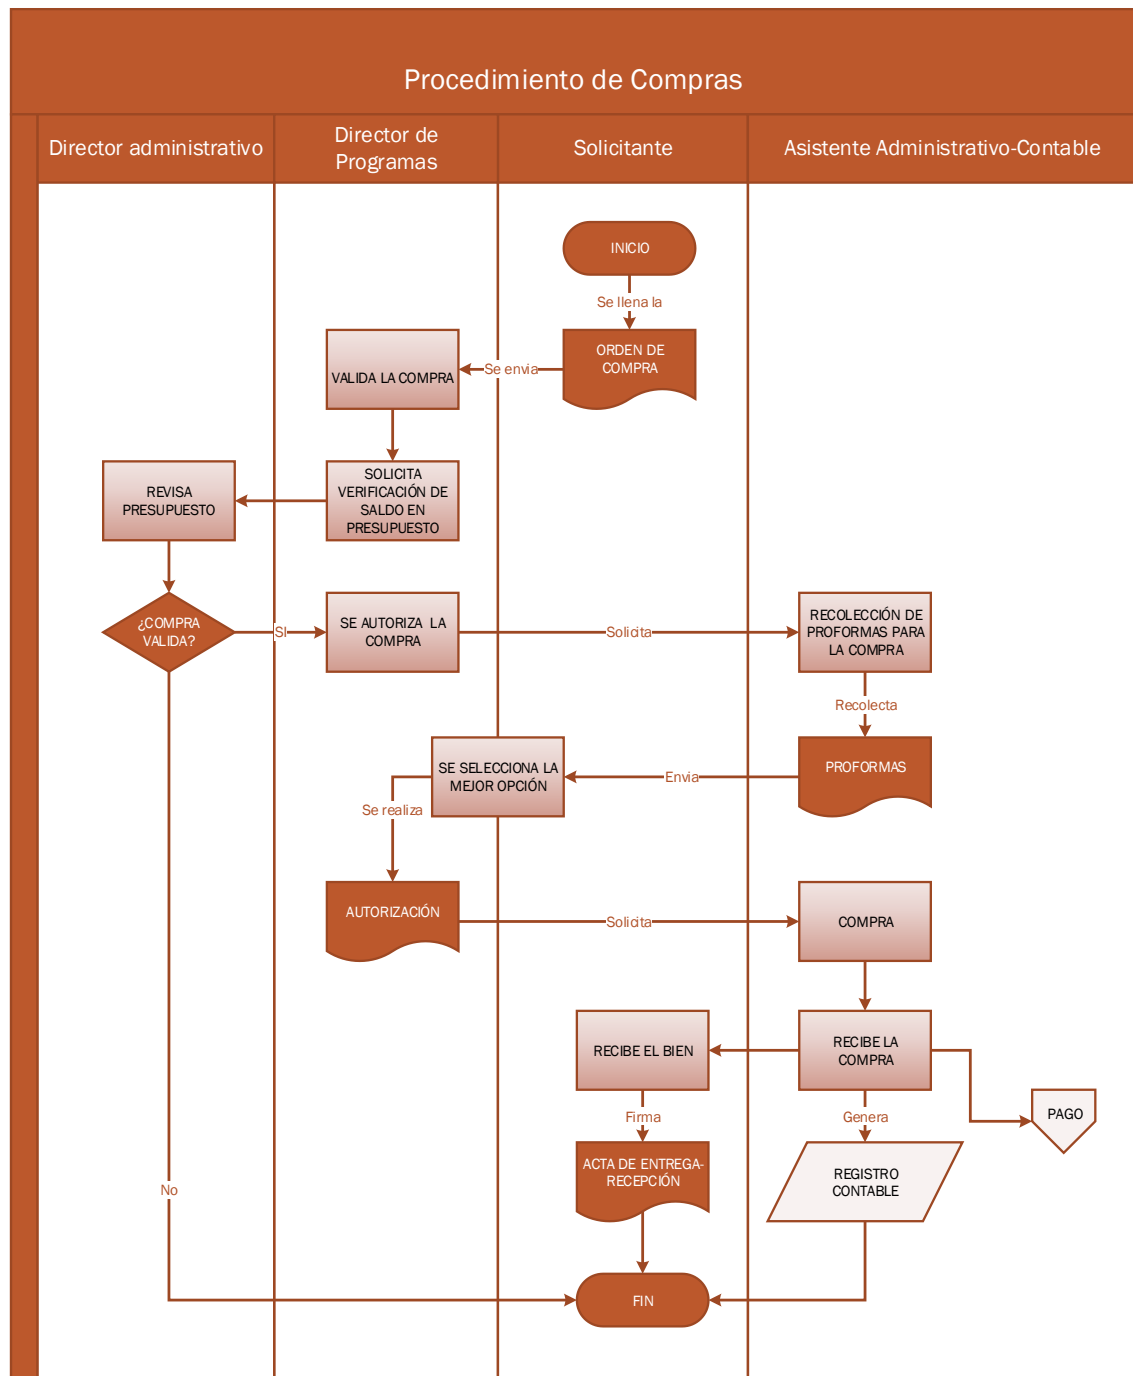 Procedimiento de Compras
Director administrativo
Director de
Programas
Solicitante
Asistente Administrativo-Contable
INICIO
Se llena la
ORDEN DE
COMPRA
Se envia
VALIDA LA COMPRA
SOLICITA
VERIFICACIÓN DE
SALDO EN
PRESUPUESTO
REVISA
PRESUPUESTO
¿COMPRA
VALIDA?
SI
SE AUTORIZA LA
COMPRA
Solicita
RECOLECCIÓN DE
PROFORMAS PARA
LA COMPRA
Recolecta
PROFORMAS
Envia
SE SELECCIONA LA
MEJOR OPCIÓN
Se realiza
AUTORIZACIÓN
Solicita
COMPRA
RECIBE LA
COMPRA
RECIBE EL BIEN
PAGO
Firma
Genera
ACTA DE ENTREGA-
RECEPCIÓN
REGISTRO
CONTABLE
No
FIN